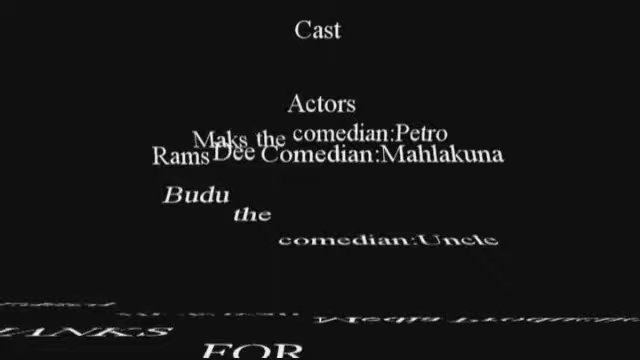 Cast
Actors
Maks the comedian:Petro
Rams Dee Comedian:Mahlakuna
Budu the comedian:Uncle
FOR